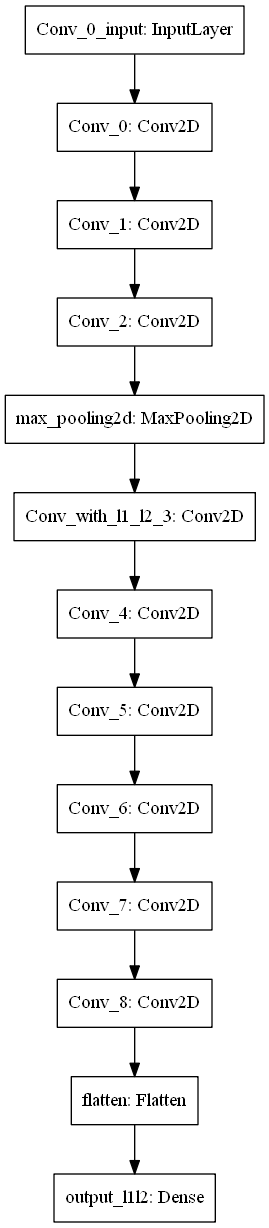 Conv_0_input: InputLayer
Conv_0: Conv2D
Conv_1: Conv2D
Conv_2: Conv2D
max_pooling2d: MaxPooling2D
Conv_with_l1_l2_3: Conv2D
Conv_4: Conv2D
Conv_5: Conv2D
Conv_6: Conv2D
Conv_7: Conv2D
Conv_8: Conv2D
flatten: Flatten
output_l1l2: Dense